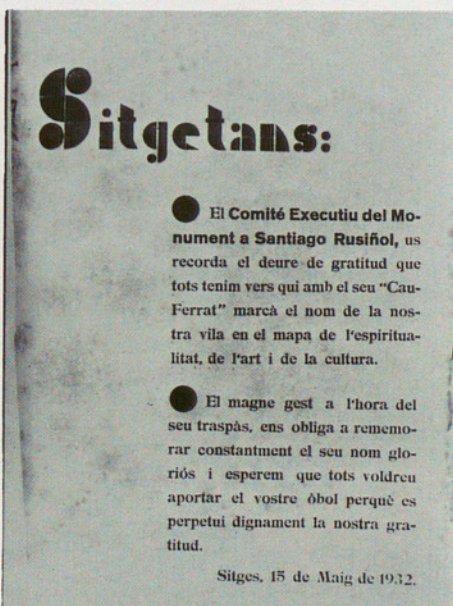 Sitgetans:
● El Comité Executiu del Mo-
nument a Santiago Rusiñol, us
recorda el deure de gratitud que
tots tenim vers qui amb el seu “Cau-
Ferrat” marcà el nom de la nos-
tra vila en el mapa de l'espiritua-
litat, de l'art i de la cultura.
● El magne gest a l'hora del
seu traspàs, ens obliga a rememo-
rar constantment el seu nom glo-
riós i esperem que tots voldreu
aportar el vostre òbol perquè es
perpetui dignament la nostra gra-
titud.
Sitges, 15 de Maig de 1932.